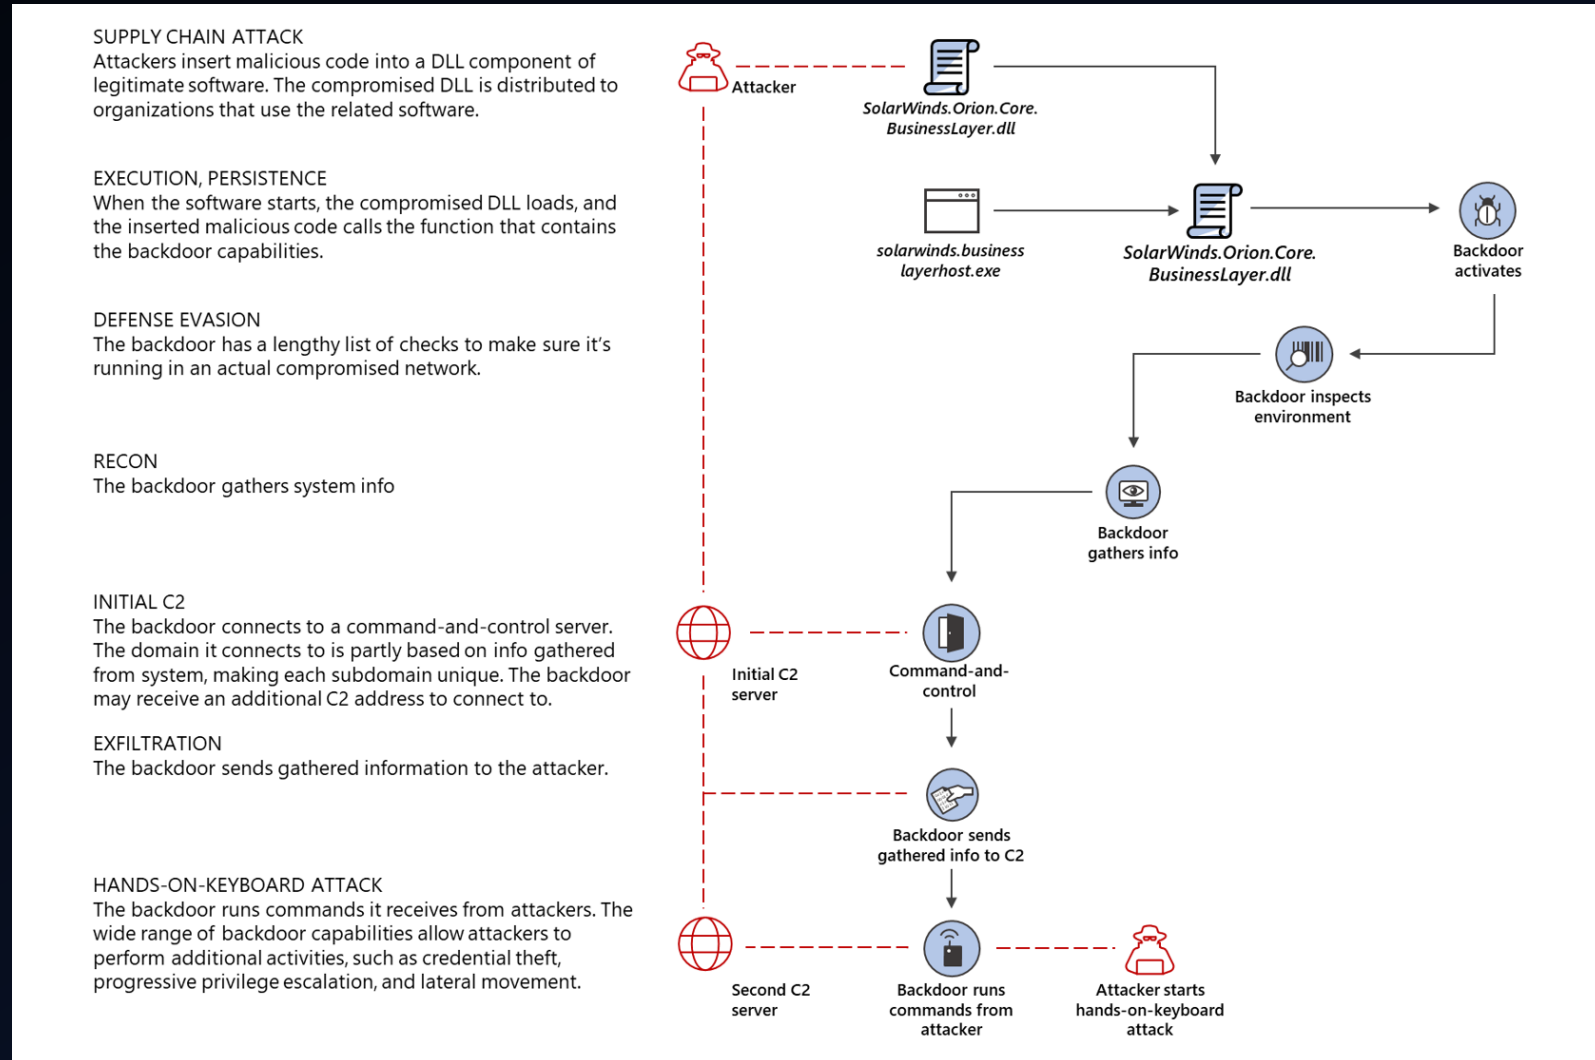 SUPPLY CHAIN ATTACK
Attackers insert malicious code into a DLL component of
legitimate software. The compromised DLL is distributed to
organizations that use the related software.
Attacker
SolarWinds.Orion.Core.
BusinessLayer.dll
EXECUTION, PERSISTENCE
When the software starts, the compromised DLL loads, and
the inserted malicious code calls the function that contains
the backdoor capabilities.
solarwinds.business
layerhost.exe
SolarWinds.Orion.Core.
BusinessLayer.dll
Backdoor
activates
DEFENSE EVASION
The backdoor has a lengthy list of checks to make sure it's
running in an actual compromised network.
Backdoor inspects
environment
RECON
The backdoor gathers system info
Backdoor
gathers info
INITIAL C2
The backdoor connects to a command-and-control server.
The domain it connects to is partly based on info gathered
from system, making each subdomain unique. The backdoor
may receive an additional C2 address to connect to.
Initial C2
server
Command-and-
control
EXFILTRATION
The backdoor sends gathered information to the attacker.
Backdoor sends
gathered info to C2
HANDS-ON-KEYBOARD ATTACK
The backdoor runs commands it receives from attackers. The
wide range of backdoor capabilities allow attackers to
perform additional activities, such as credential theft,
progressive privilege escalation, and lateral movement.
Second C2
server
Backdoor runs
commands from
attacker
Attacker starts
hands-on-keyboard
attack